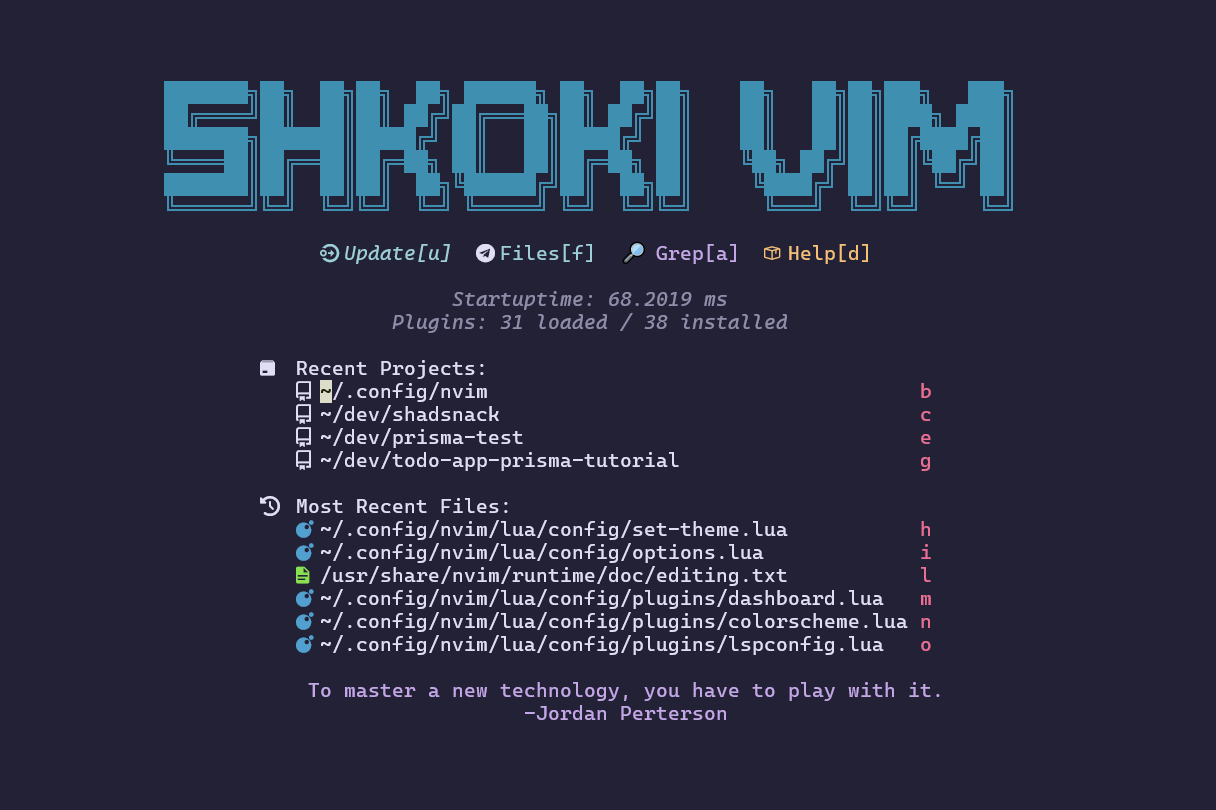 SHKOKI VIM
Update[u] Files[f] Grep[a] Help[d]
Startuptime: 68.2019 ms
Plugins: 31 loaded / 38 installed
Recent Projects:
~/.config/nvim b
~/dev/shadsnack c
~/dev/prisma-test e
~/dev/todo-app-prisma-tutorial g
Most Recent Files:
~/.config/nvim/lua/config/set-theme.lua h
~/.config/nvim/lua/config/options.lua i
/usr/share/nvim/runtime/doc/editing.txt l
~/.config/nvim/lua/config/plugins/dashboard.lua m
~/.config/nvim/lua/config/plugins/colorscheme.lua n
~/.config/nvim/lua/config/plugins/lspconfig.lua o
To master a new technology, you have to play with it.
-Jordan Perterson